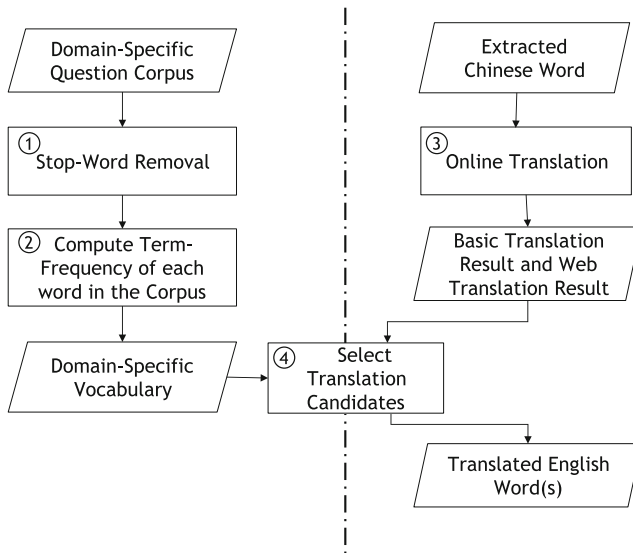 Domain-Specific
Question Corpus
①
Stop-Word Removal
②
Compute Term-
Frequency of each
word in the Corpus
Domain-Specific
Vocabulary
Extracted
Chinese Word
③
Online Translation
Basic Translation
Result and Web
Translation Result
④
Select
Translation
Candidates
Translated English
Word(s)